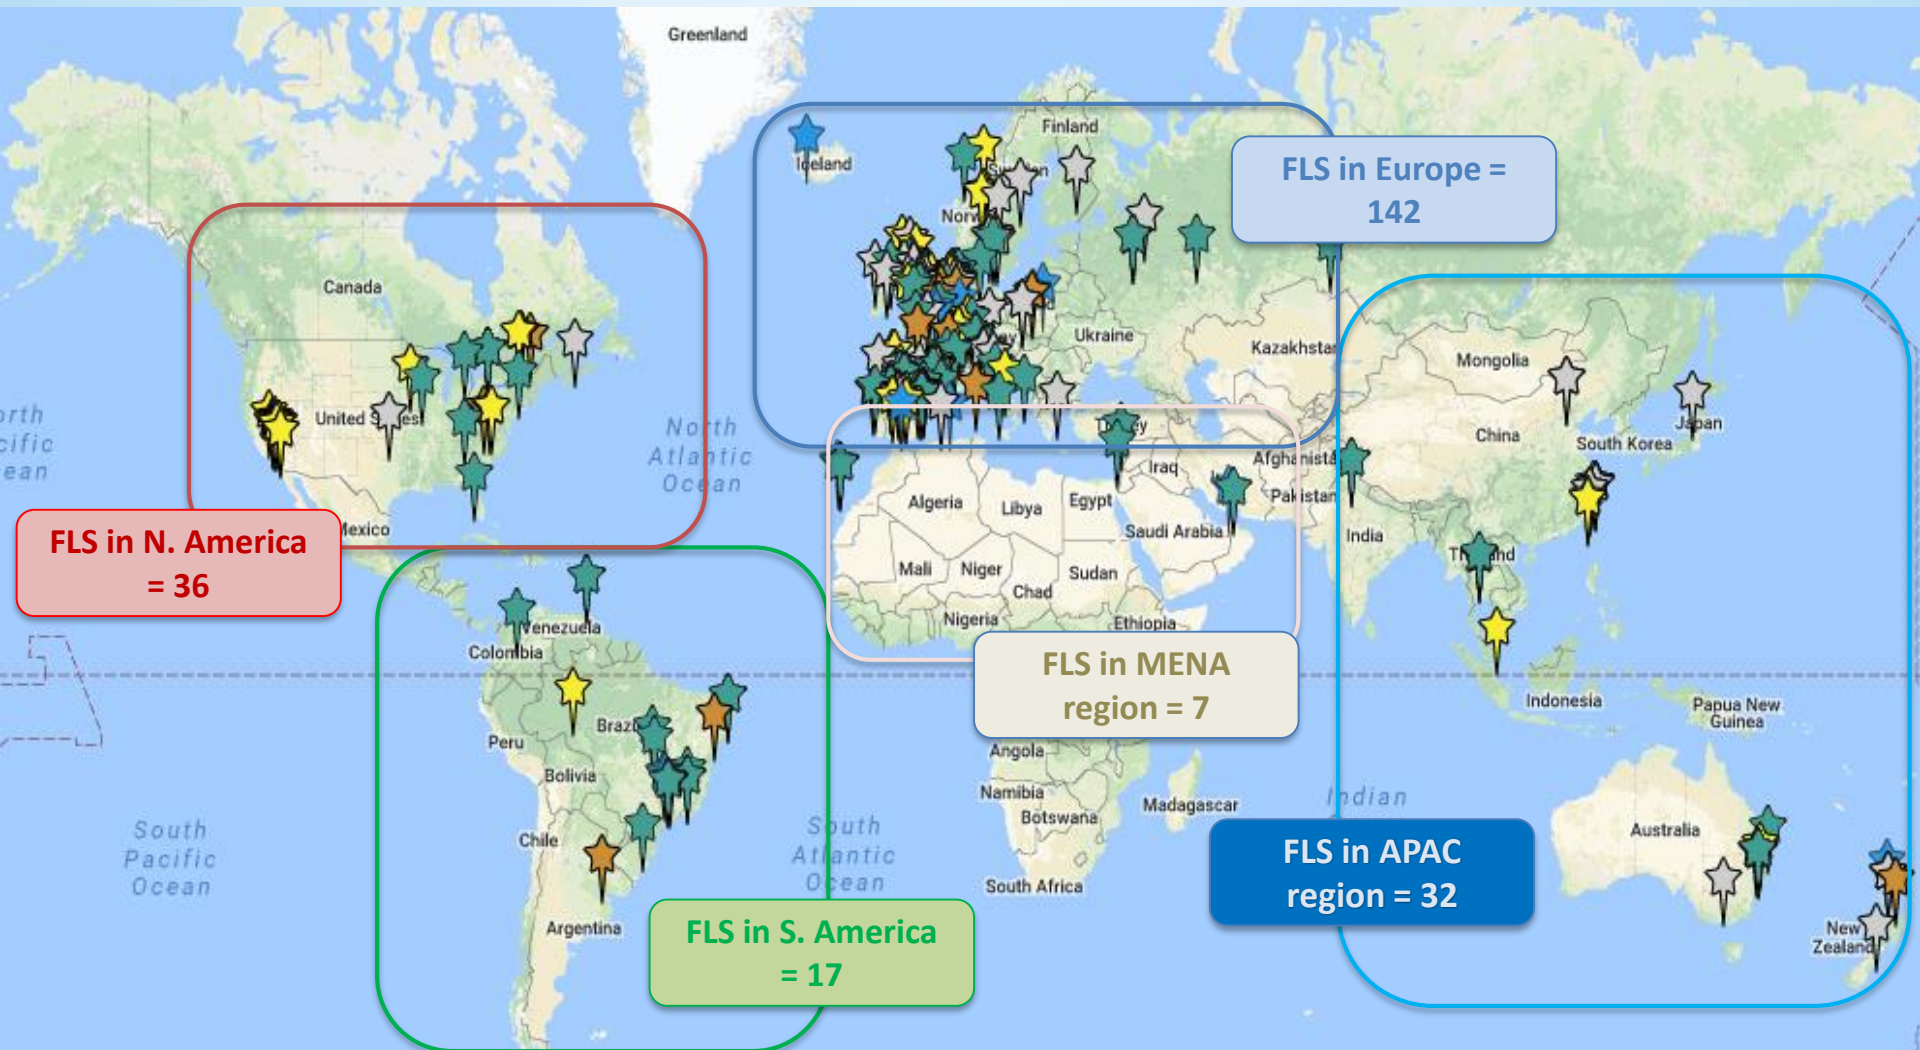 Greenland
Finland
Iceland
FLS in Europe =
142
Canada
Ukraine
Kazakhsta
Mongolia
United S es
North
Atlantic
Ocean
Japan
China
South Korea
Afghanista
Iraq
Pakistan
Algeria
Libya
Egypt
Saudi Arabia
India
FLS in N. America
= 36
Mexico
Mali
Niger
Chad
Sudan
Nigeria
Ethiopia
Venezuela
Colombia
FLS in MENA
region = 7
Indonesia
Papua New
Guinea
Brazi
Peru
Bolivia
Angola
Namibia
Botswana
Madagascar
Indian
South
Pacific
Ocean
Chile
South
Atlantic
Ocean
South Africa
Australia
FLS in APAC
region = 32
Argentina
FLS in S. America
= 17
New
Zealand